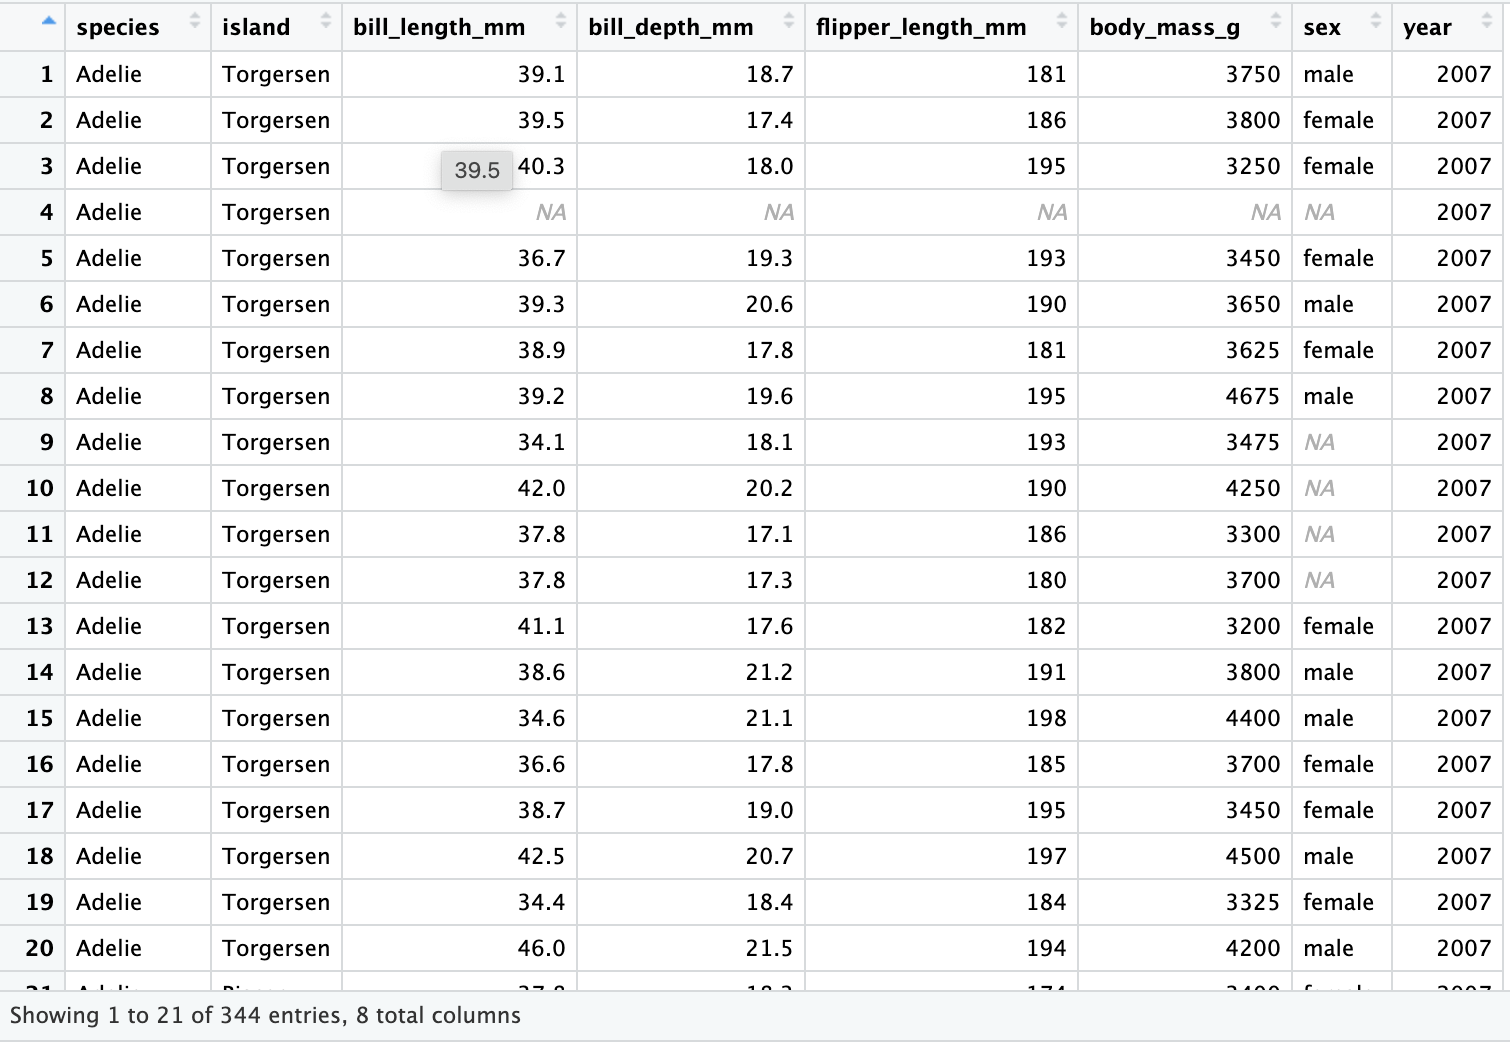 species island bill_length_mm bill_depth_mm flipper_length_mm body_mass_g sex year
1 Adelie Torgersen 39.1 18.7 181 3750 male 2007
2 Adelie Torgersen 39.5 17.4 186 3800 female 2007
3 Adelie Torgersen 39.5 40.3 18.0 195 3250 female 2007
4 Adelie Torgersen NA NA NA NA NA 2007
5 Adelie Torgersen 36.7 19.3 193 3450 female 2007
6 Adelie Torgersen 39.3 20.6 190 3650 male 2007
7 Adelie Torgersen 38.9 17.8 181 3625 female 2007
8 Adelie Torgersen 39.2 19.6 195 4675 male 2007
9 Adelie Torgersen 34.1 18.1 193 3475 NA 2007
10 Adelie Torgersen 42.0 20.2 190 4250 NA 2007
11 Adelie Torgersen 37.8 17.1 186 3300 NA 2007
12 Adelie Torgersen 37.8 17.3 180 3700 NA 2007
13 Adelie Torgersen 41.1 17.6 182 3200 female 2007
14 Adelie Torgersen 38.6 21.2 191 3800 male 2007
15 Adelie Torgersen 34.6 21.1 198 4400 male 2007
16 Adelie Torgersen 36.6 17.8 185 3700 female 2007
17 Adelie Torgersen 38.7 19.0 195 3450 female 2007
18 Adelie Torgersen 42.5 20.7 197 4500 male 2007
19 Adelie Torgersen 34.4 18.4 184 3325 female 2007
20 Adelie Torgersen 46.0 21.5 194 4200 male 2007
Showing 1 to 21 of 344 entries, 8 total columns